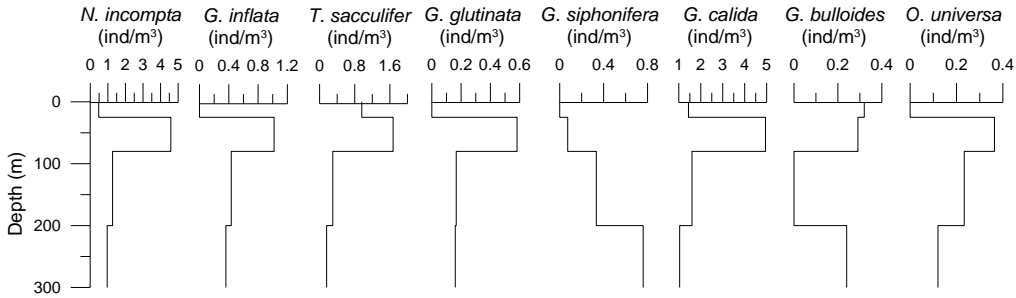 N. incompta G. inflata T. sacculifer G. glutinata G. siphonifera G. calida G. bulloides O. universa
(ind/m³) (ind/m³) (ind/m³) (ind/m³) (ind/m³) (ind/m³) (ind/m³) (ind/m³)
0 1 2 3 4 5 0 0.4 0.8 1.2 0 0.8 1.6 0 0.2 0.4 0.6 0 0.4 0.8 1 2 3 4 5 0 0.2 0.4 0 0.2 0.4
0
100
200
300
Depth (m)